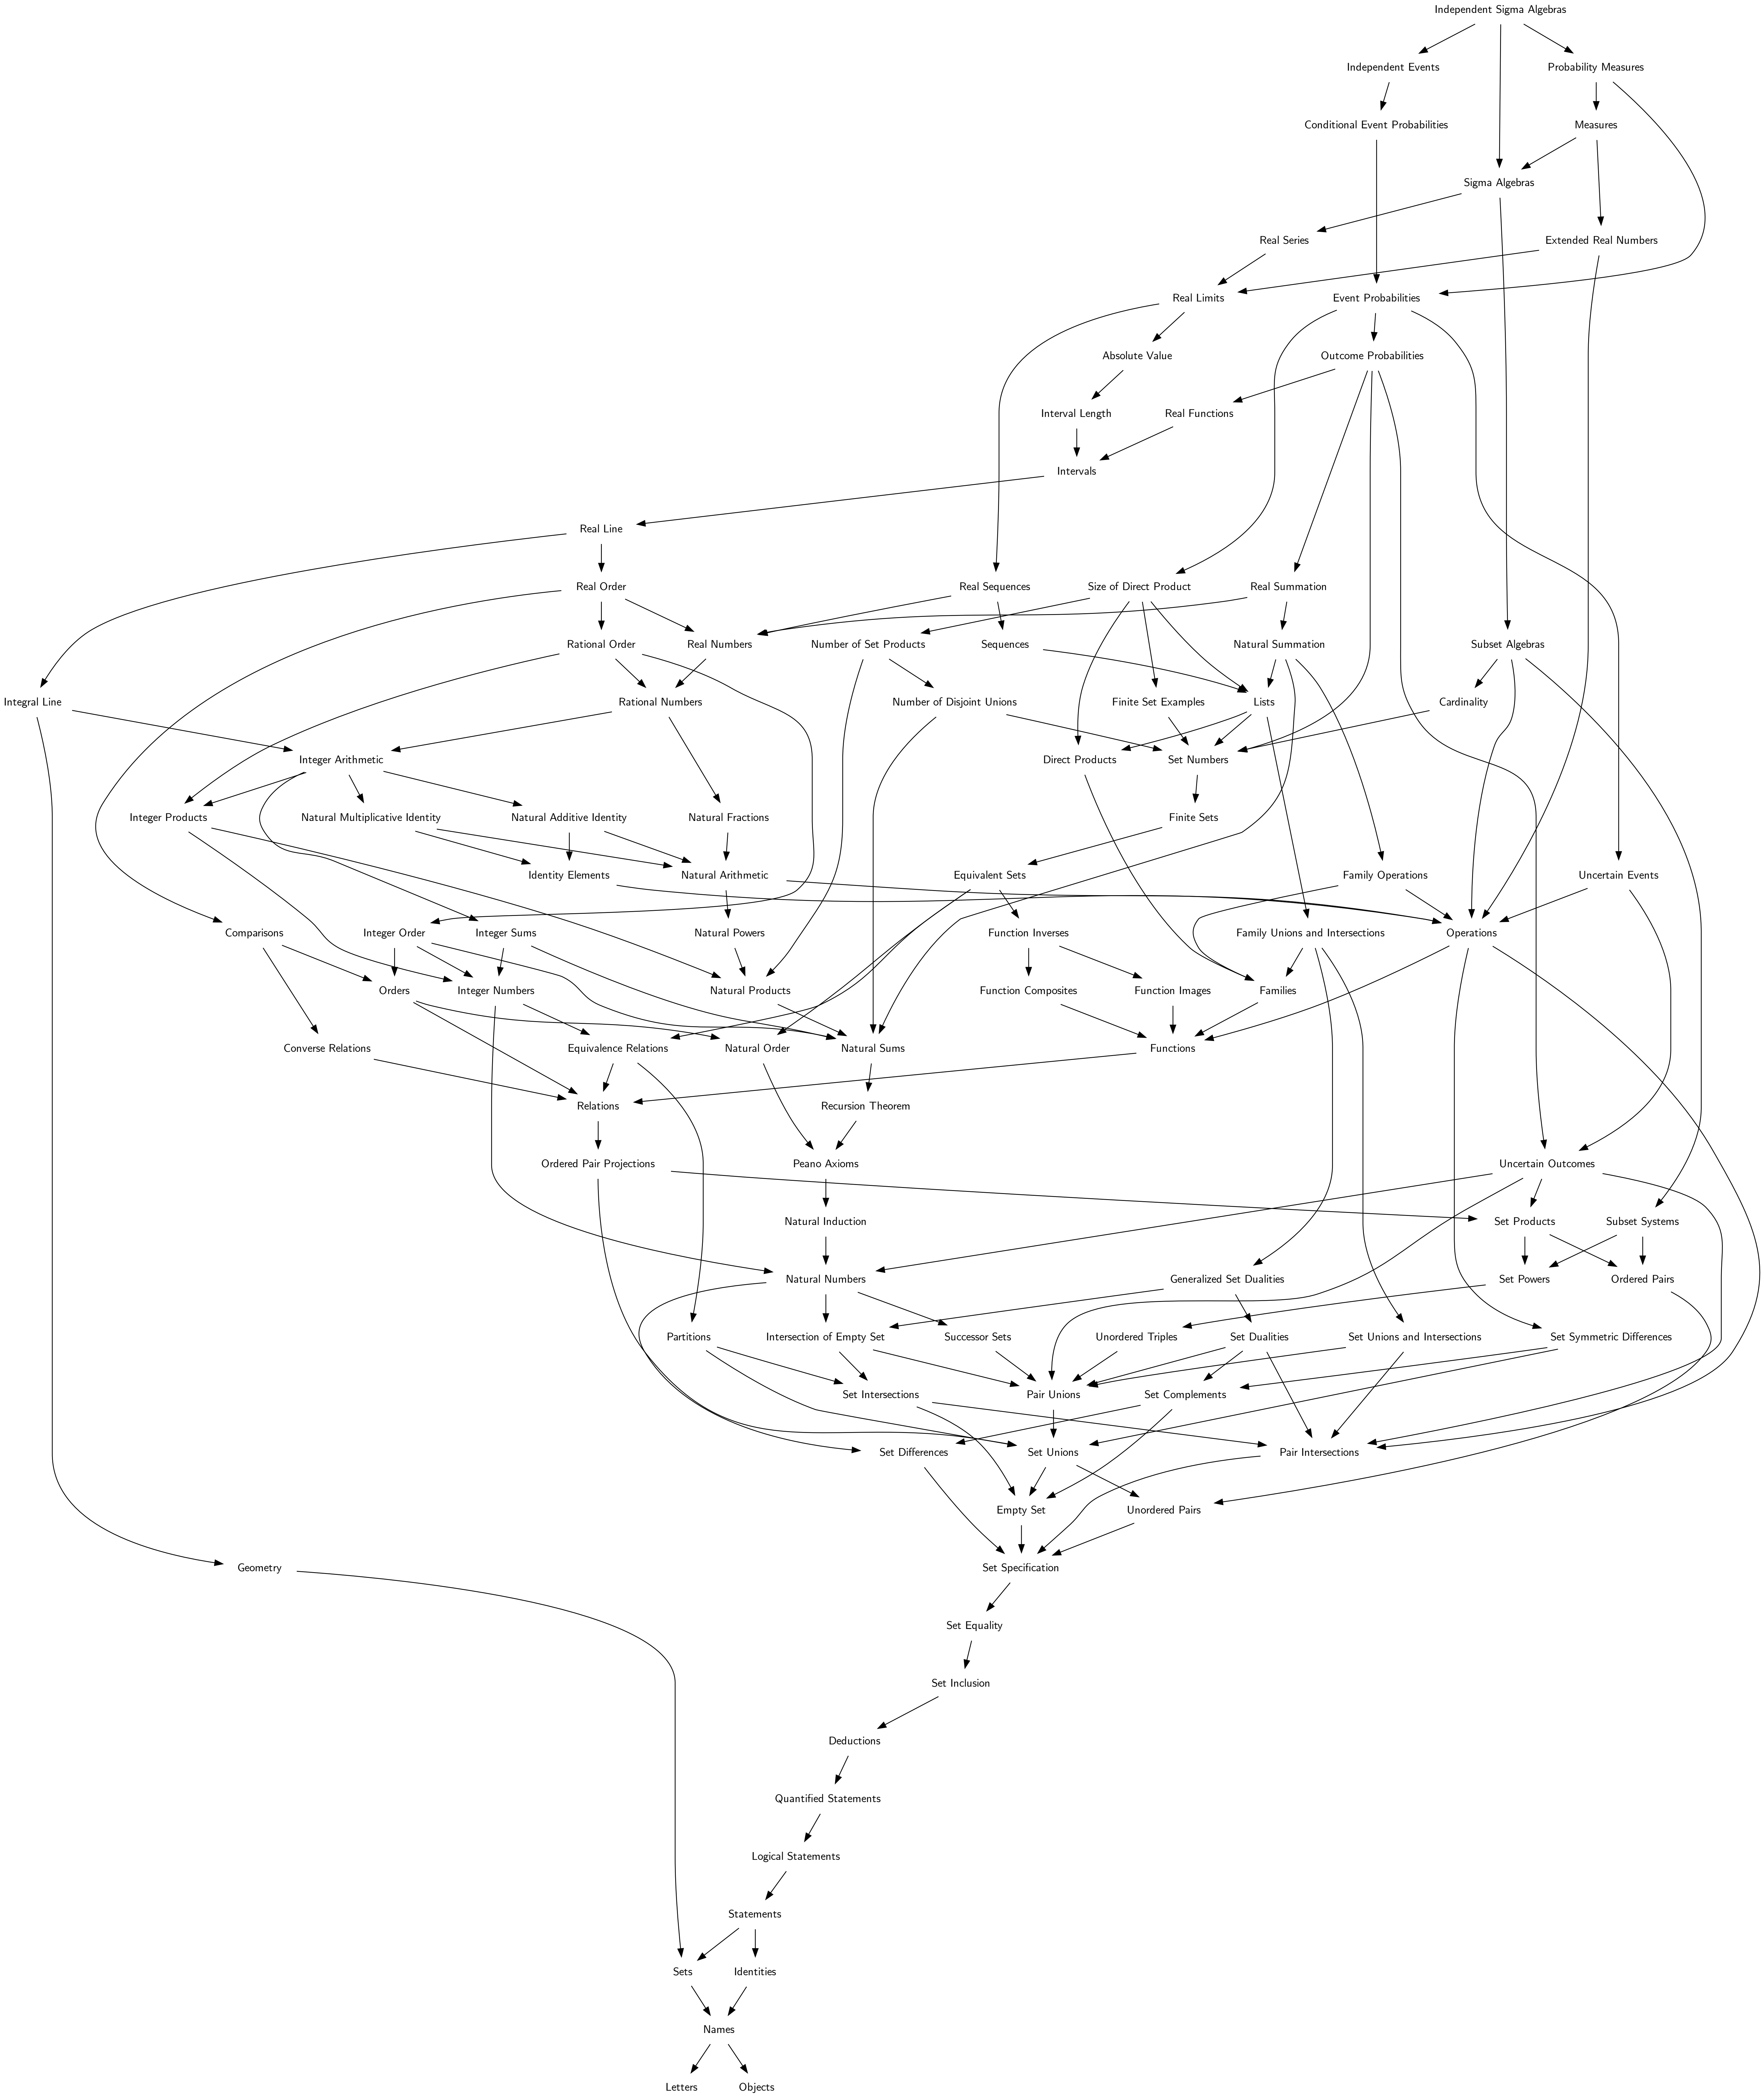 Independent Sigma Algebras
Independent Events
Probability Measures
Conditional Event Probabilities
Measures
Sigma Algebras
Real Series
Extended Real Numbers
Real Limits
Event Probabilities
Absolute Value
Outcome Probabilities
Interval Length
Real Functions
Intervals
Real Line
Real Order
Real Sequences
Size of Direct Product
Real Summation
Rational Order
Real Numbers
Number of Set Products
Sequences
Natural Summation
Subset Algebras
Integral Line
Rational Numbers
Number of Disjoint Unions
Finite Set Examples
Lists
Cardinality
Integer Arithmetic
Direct Products
Set Numbers
Integer Products
Natural Multiplicative Identity
Natural Additive Identity
Natural Fractions
Finite Sets
Identity Elements
Natural Arithmetic
Equivalent Sets
Family Operations
Uncertain Events
Comparisons
Integer Order
Integer Sums
Natural Powers
Function Inverses
Family Unions and Intersections
Operations
Orders
Integer Numbers
Natural Products
Function Composites
Function Images
Families
Converse Relations
Equivalence Relations
Natural Order
Natural Sums
Functions
Relations
Recursion Theorem
Ordered Pair Projections
Peano Axioms
Uncertain Outcomes
Natural Induction
Set Products
Subset Systems
Natural Numbers
Generalized Set Dualities
Set Powers
Ordered Pairs
Partitions
Intersection of Empty Set
Successor Sets
Unordered Triples
Set Dualities
Set Unions and Intersections
Set Symmetric Differences
Set Intersections
Pair Unions
Set Complements
Set Differences
Set Unions
Pair Intersections
Empty Set
Unordered Pairs
Geometry
Set Specification
Set Equality
Set Inclusion
Deductions
Quantified Statements
Logical Statements
Statements
Sets
Identities
Names
Letters
Objects